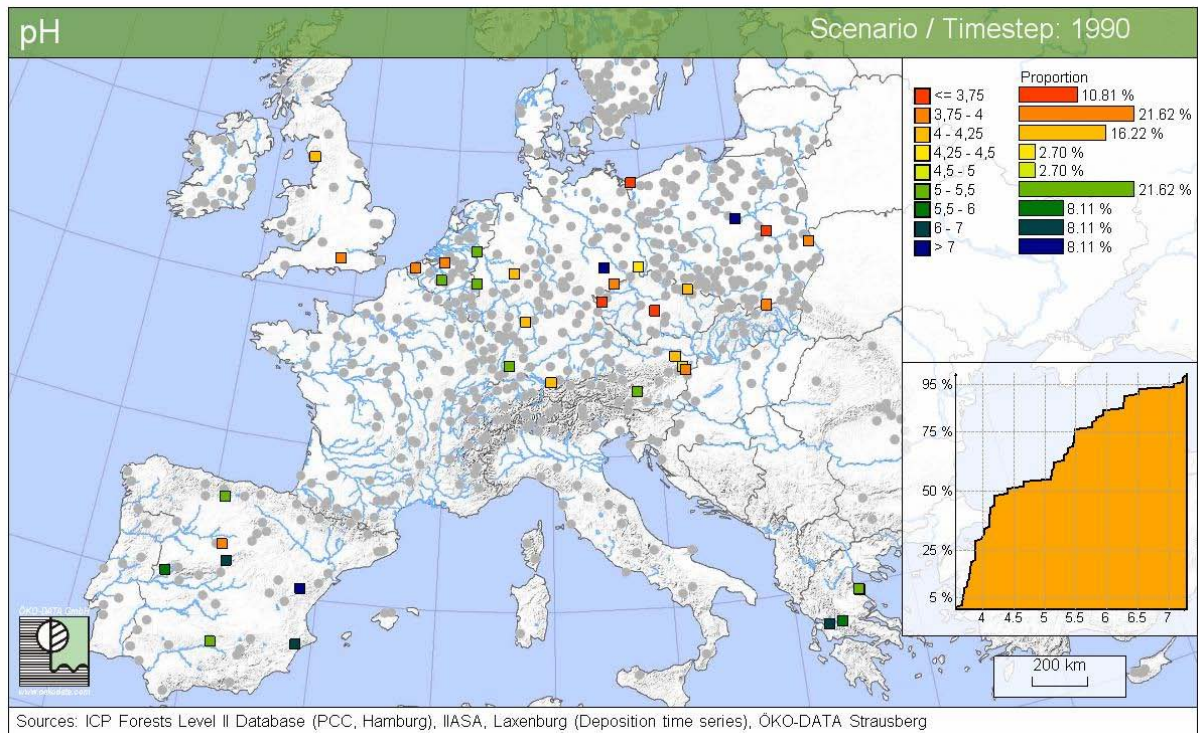 pH
Scenario / Timestep: 1990
Proportion
<= 3,75 10.81 %
3,75 - 4 21.62 %
4 - 4,25 16.22 %
4,25 - 4,5 2.70 %
4,5 - 5 2.70 %
5 - 5,5 21.62 %
5,5 - 6 8.11 %
6 - 7 8.11 %
> 7 8.11 %
95 %
75 %
50 %
25 %
5 %
4 4.5 5 5.5 6 6.5 7
200 km
ÖKO-DATA GmbH
Sources: ICP Forests Level II Database (PCC, Hamburg), IIASA, Laxenburg (Deposition time series), ÖKO-DATA Strausberg